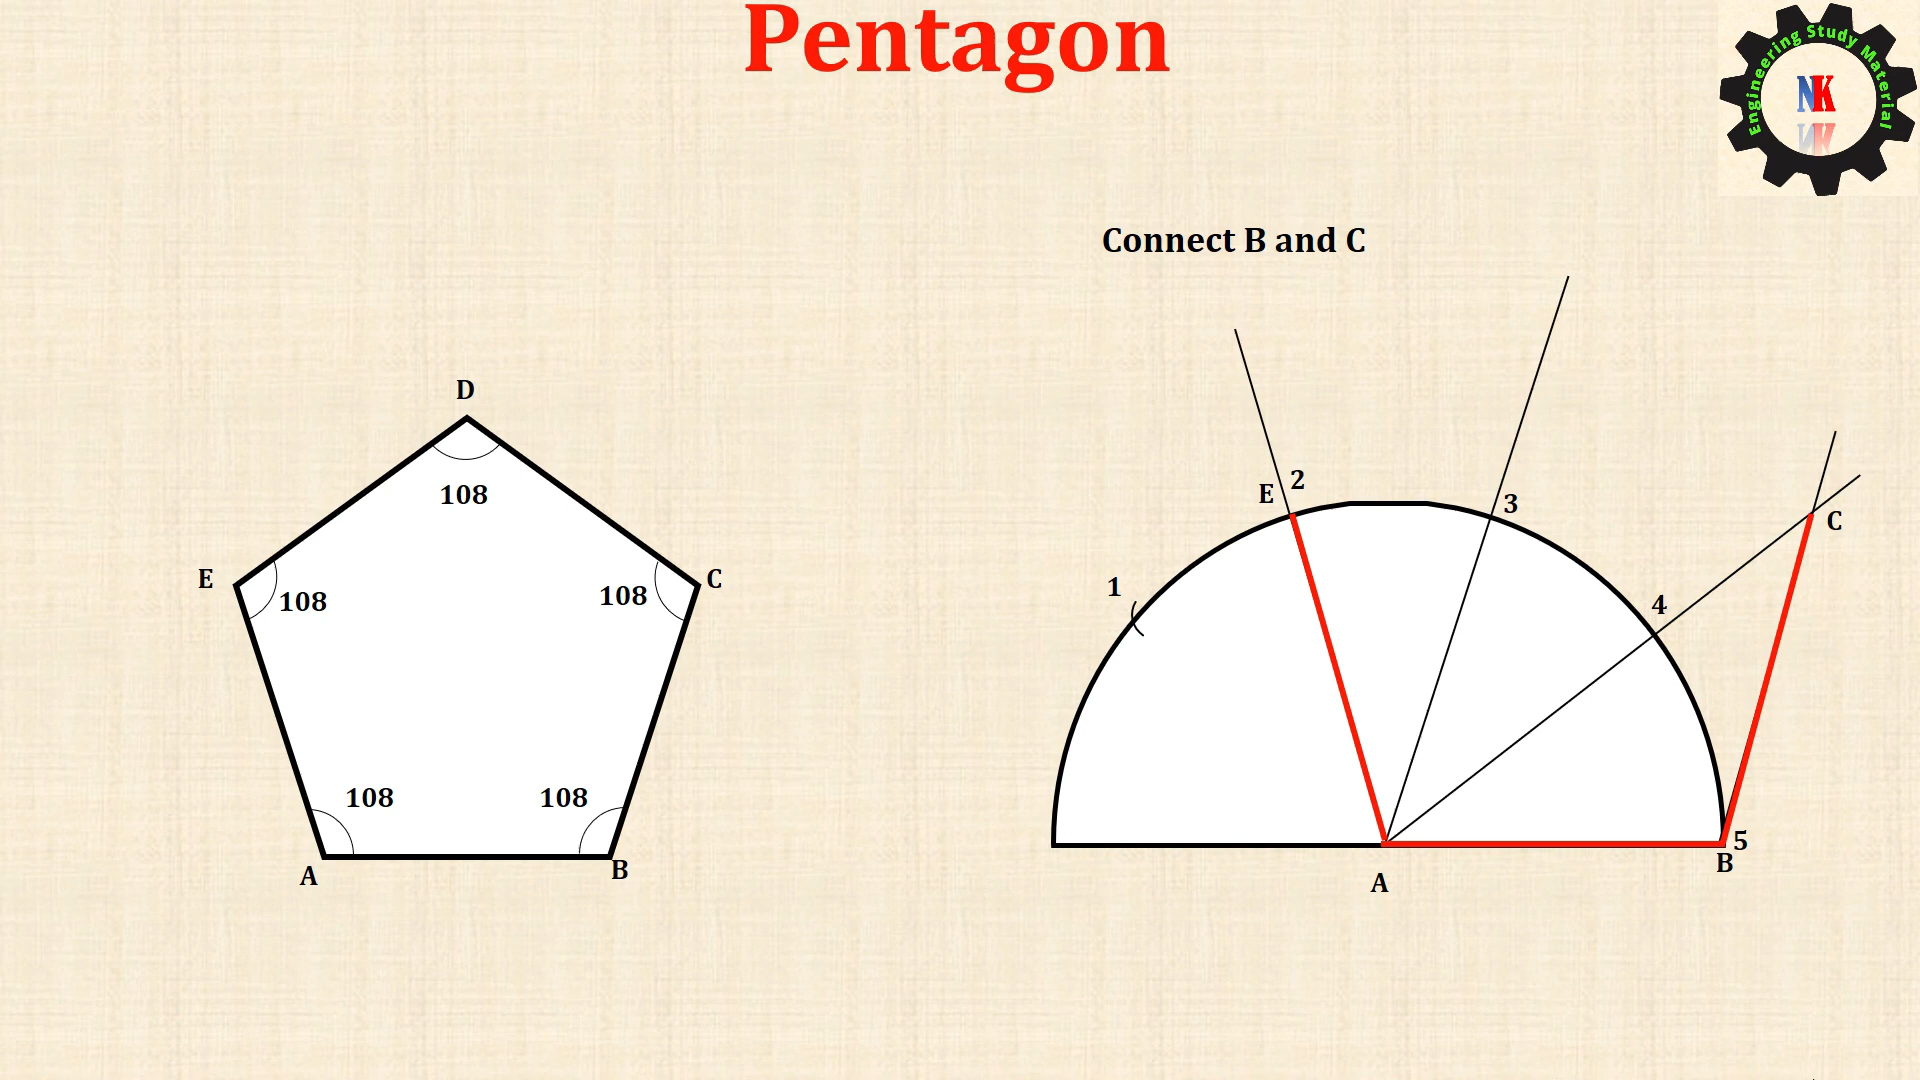 Pentagon
Engineering Study Material
NK
Connect B and C
D
108
E
108
108
C
108
108
A
B
E
2
3
C
1
4
5
B
A